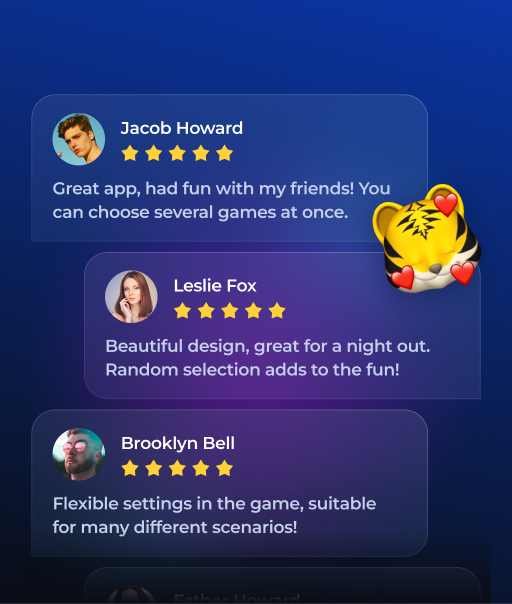 Jacob Howard
Great app, had fun with my friends! You
can choose several games at once.
Leslie Fox
Beautiful design, great for a night out.
Random selection adds to the fun!
Brooklyn Bell
Flexible settings in the game, suitable
for many different scenarios!
Esther Howard